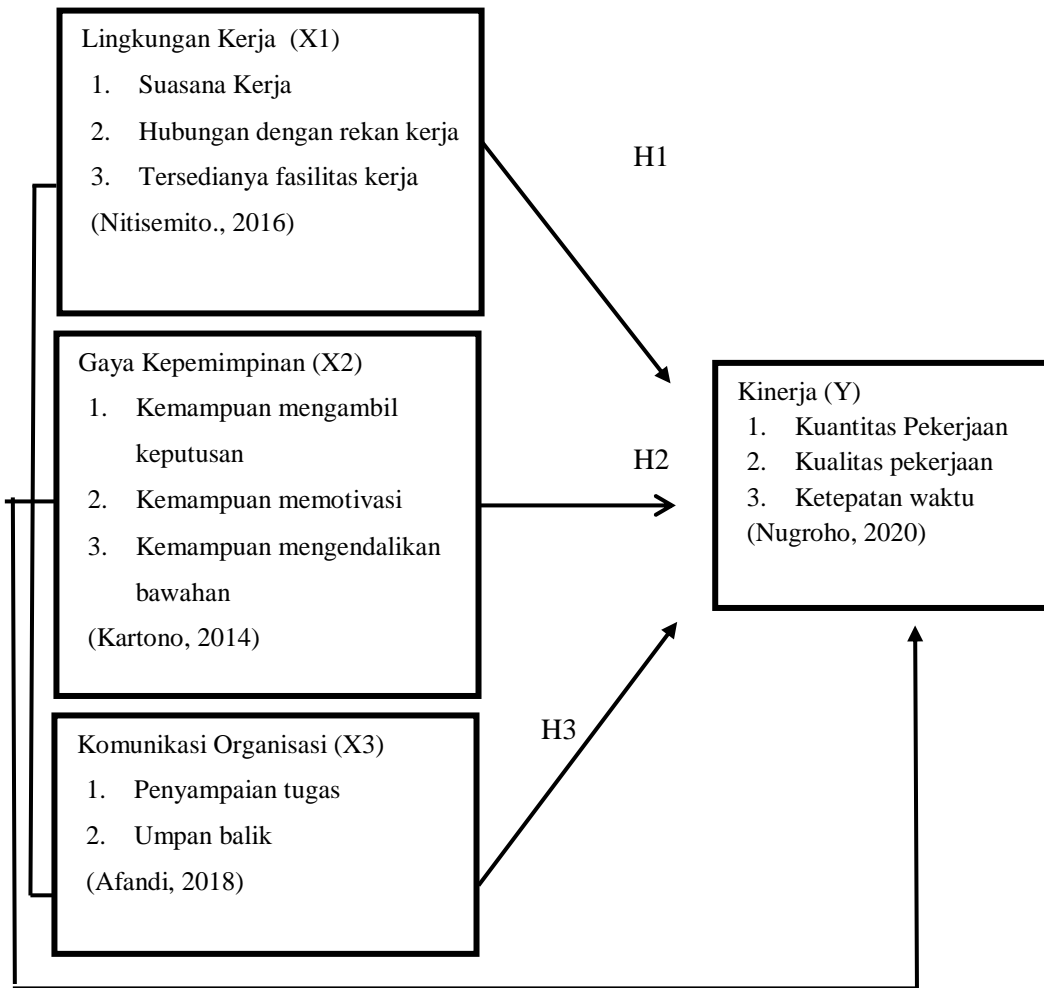 Lingkungan Kerja (X1)
1. Suasana Kerja
2. Hubungan dengan rekan kerja
3. Tersedianya fasilitas kerja
(Nitisemito., 2016)
H1
Gaya Kepemimpinan (X2)
1. Kemampuan mengambil
keputusan
2. Kemampuan memotivasi
3. Kemampuan mengendalikan
bawahan
(Kartono, 2014)
H2
Kinerja (Y)
1. Kuantitas Pekerjaan
2. Kualitas pekerjaan
3. Ketepatan waktu
(Nugroho, 2020)
Komunikasi Organisasi (X3)
1. Penyampaian tugas
2. Umpan balik
(Afandi, 2018)
H3